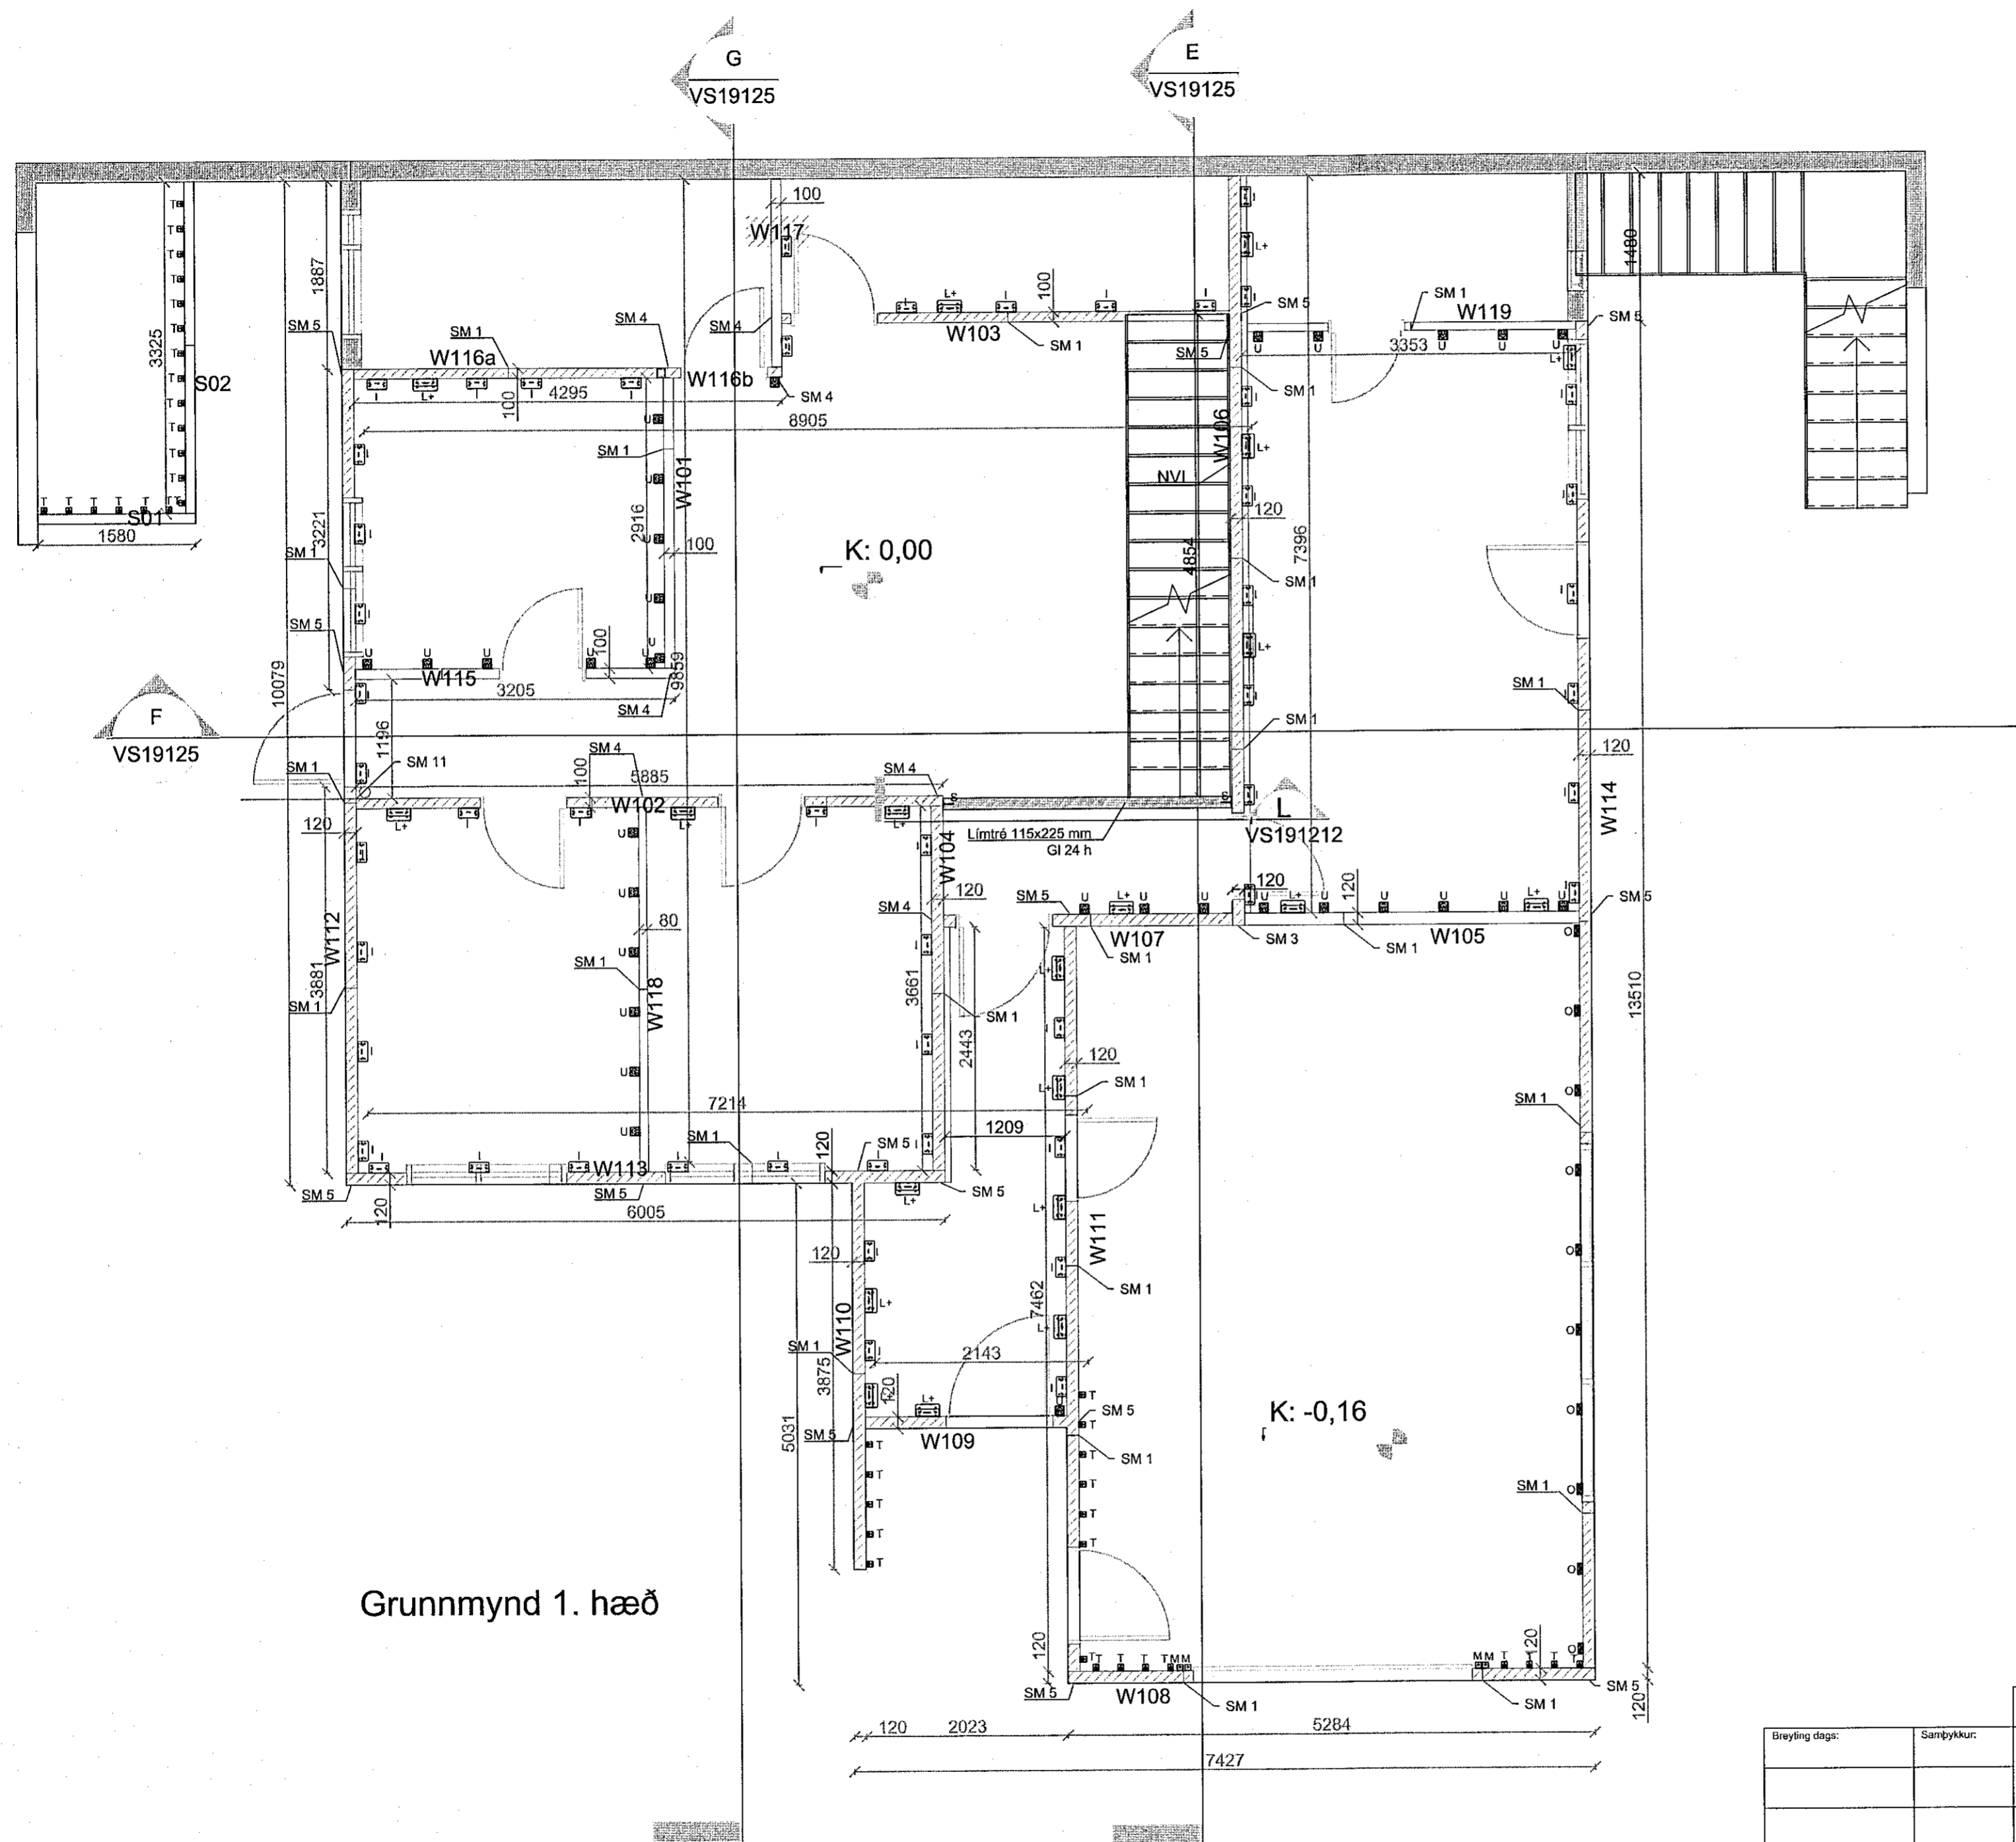 G
VS19125
E
VS19125
100
W117
1887
3325
T
T
T
T
T
T
T
T
T
T
T
T
S02
T T T T T T T
S01
1580
SM 5
SM 1
W116a
SM 4
SM 4
W116b
SM 4
I L+ I I I
4295
100
8905
I L+ I I I
100
W103
SM 1
I
L+
I
SM 5
SM 5
SM 1
W119
SM 5
1480
U U U U U
3353
L+
SM 1
W106
L+
NVI
120
4854
7396
SM 1
L+
SM 1
SM 1
W101
2916
100
3221
SM 1
SM 5
K: 0,00
U U U U U
100
W115
3205
9859
SM 4
10079
F
VS19125
1196
SM 1
SM 11
SM 4
5885
100
SM 4
W102
L+ I I L+ I L+
S
S
Límtré 115x225 mm
Gl 24 h
L
VS191212
SM 1
120
W114
120
W112
3881
SM 1
U
U
U
U
U
U
80
SM 1
W118
W104
120
SM 4
3661
2443
SM 1
SM 5
U L+ U U
W107
SM 1
120
U L+ U U U U L+ U
SM 3
120
SM 1
W105
SM 5
L+
I
120
SM 1
L+
7214
1209
SM 1
120
SM 5
W113
SM 5
SM 5
120
SM 5
L+
6005
120
L+
W110
SM 1
3875
5031
L+
L+
W111
7462
SM 1
2143
120
L+
W109
SM 5
SM 5
SM 1
T
T
T
T
T
T
T
T
T
T
T
O
O
O
O
O
O
O
O
O
O
13510
SM 1
SM 1
K: -0,16
Grunnmynd 1. hæð
120
T T T T T M M
M M T T T T
120
SM 5
W108
SM 1
SM 1
SM 5
120
120
2023
5284
7427
Breyting dags:
Samþykkur: